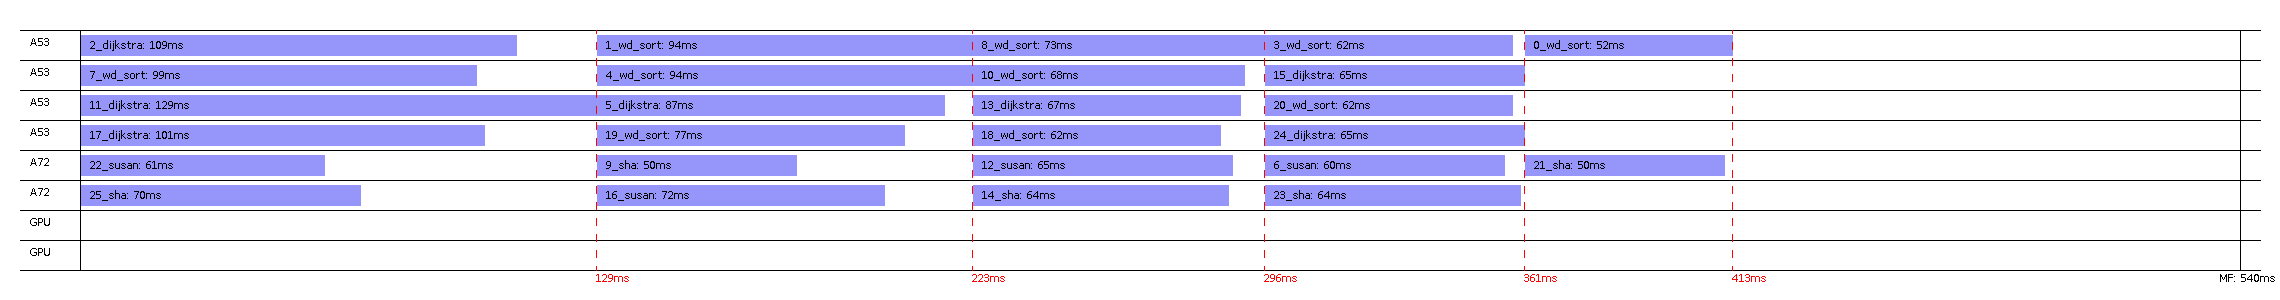 A53 2_dijkstra: 109ms 1_wd_sort: 94ms 8_wd_sort: 73ms 3_wd_sort: 62ms 0_wd_sort: 52ms
A53 7_wd_sort: 99ms 4_wd_sort: 94ms 10_wd_sort: 68ms 15_dijkstra: 65ms
A53 11_dijkstra: 129ms 5_dijkstra: 87ms 13_dijkstra: 67ms 20_wd_sort: 62ms
A53 17_dijkstra: 101ms 19_wd_sort: 77ms 18_wd_sort: 62ms 24_dijkstra: 65ms
A72 22_susan: 61ms 9_sha: 50ms 12_susan: 65ms 6_susan: 60ms 21_sha: 50ms
A72 25_sha: 70ms 16_susan: 72ms 14_sha: 64ms 23_sha: 64ms
GPU
GPU
129ms 223ms 296ms 361ms 413ms MF: 540ms